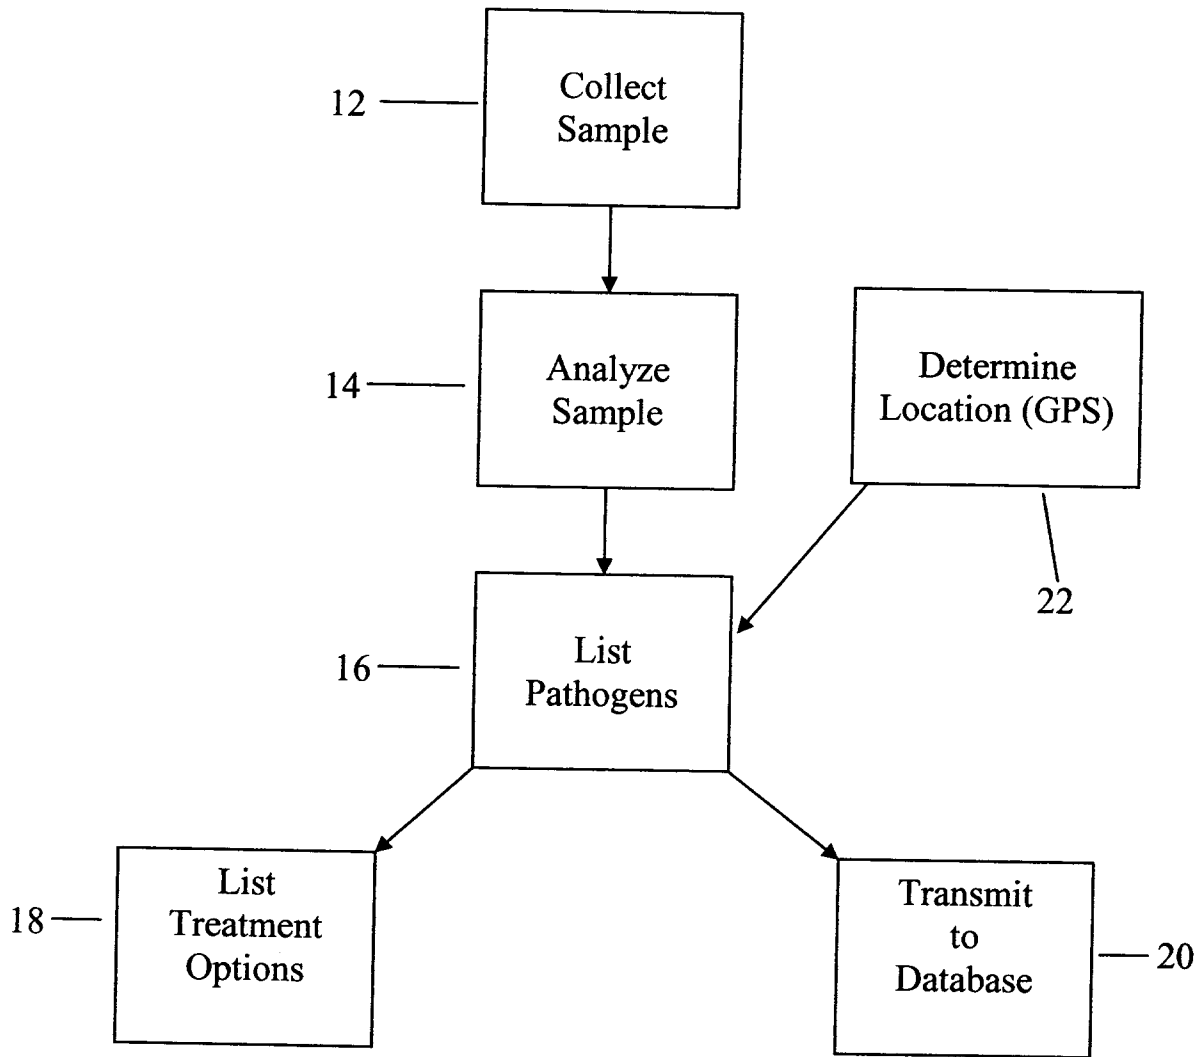 Collect
Sample
12
Analyze
Sample
14
Determine
Location (GPS)
22
List
Pathogens
16
List
Treatment
Options
18
Transmit
to
Database
20